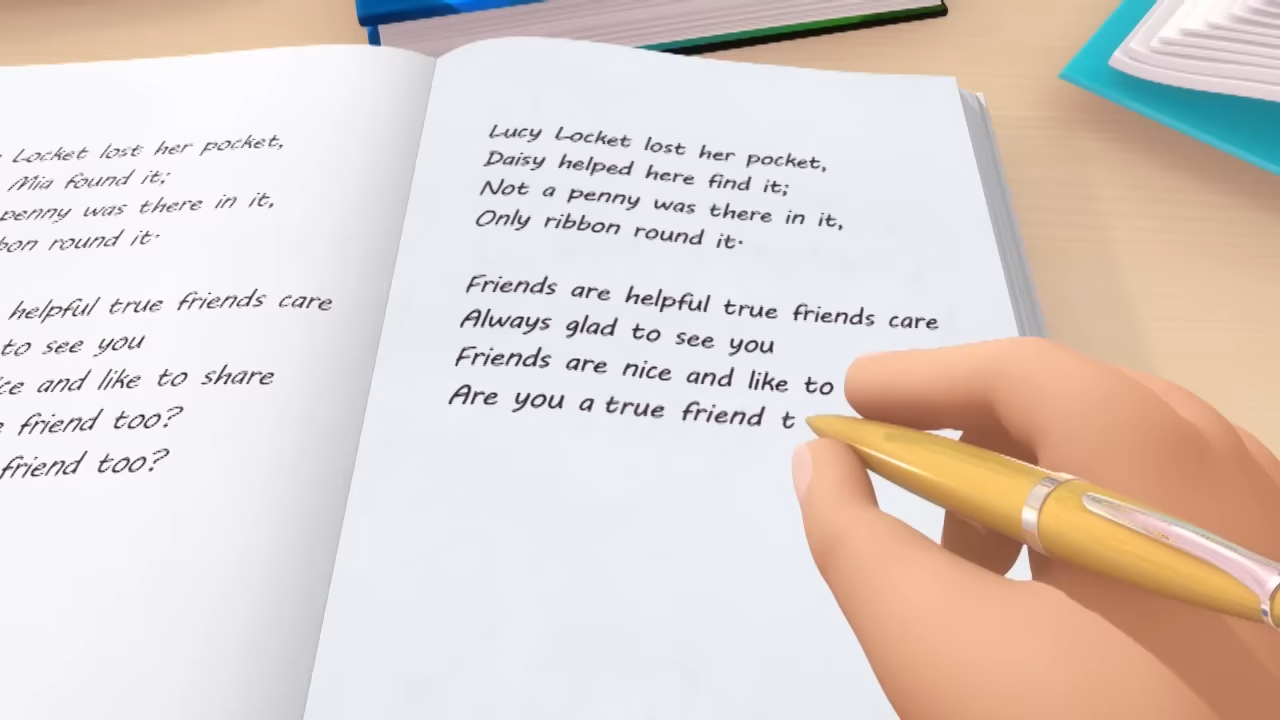 Locket lost her pocket,
Mia found it;
penny was there in it,
round it.
helpful true friends care
to see you
and like to share
friend too?
friend too?
Lucy Locket lost her pocket,
Daisy helped here find it;
Not a penny was there in it,
Only ribbon round it.
Friends are helpful true friends care
Always glad to see you
Friends are nice and like to
Are you a true friend t